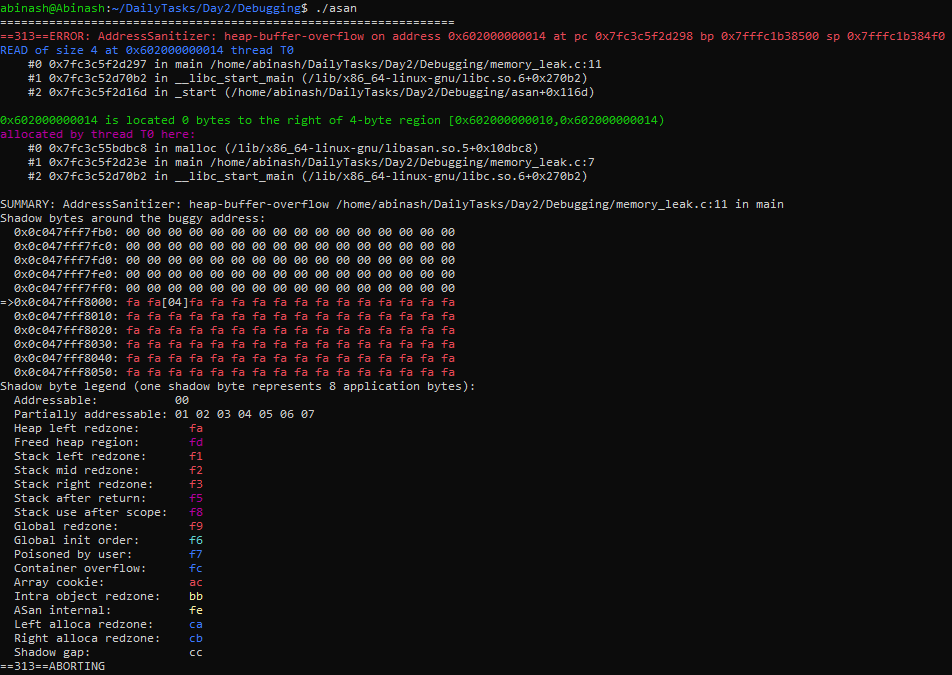 abinash@Abinash:~/DailyTasks/Day2/Debugging$ ./asan
=================================================================
==313==ERROR: AddressSanitizer: heap-buffer-overflow on address 0x602000000014 at pc 0x7fc3c5f2d298 bp 0x7fffc1b38500 sp 0x7fffc1b384f0
READ of size 4 at 0x602000000014 thread T0
    #0 0x7fc3c5f2d297 in main /home/abinash/DailyTasks/Day2/Debugging/memory_leak.c:11
    #1 0x7fc3c52d70b2 in __libc_start_main (/lib/x86_64-linux-gnu/libc.so.6+0x270b2)
    #2 0x7fc3c5f2d16d in _start (/home/abinash/DailyTasks/Day2/Debugging/asan+0x116d)

0x602000000014 is located 0 bytes to the right of 4-byte region [0x602000000010,0x602000000014)
allocated by thread T0 here:
    #0 0x7fc3c55bdbc8 in malloc (/lib/x86_64-linux-gnu/libasan.so.5+0x10dbc8)
    #1 0x7fc3c5f2d23e in main /home/abinash/DailyTasks/Day2/Debugging/memory_leak.c:7
    #2 0x7fc3c52d70b2 in __libc_start_main (/lib/x86_64-linux-gnu/libc.so.6+0x270b2)

SUMMARY: AddressSanitizer: heap-buffer-overflow /home/abinash/DailyTasks/Day2/Debugging/memory_leak.c:11 in main
Shadow bytes around the buggy address:
  0x0c047fff7fb0: 00 00 00 00 00 00 00 00 00 00 00 00 00 00 00 00
  0x0c047fff7fc0: 00 00 00 00 00 00 00 00 00 00 00 00 00 00 00 00
  0x0c047fff7fd0: 00 00 00 00 00 00 00 00 00 00 00 00 00 00 00 00
  0x0c047fff7fe0: 00 00 00 00 00 00 00 00 00 00 00 00 00 00 00 00
  0x0c047fff7ff0: 00 00 00 00 00 00 00 00 00 00 00 00 00 00 00 00
=>0x0c047fff8000: fa fa[04]fa fa fa fa fa fa fa fa fa fa fa fa fa
  0x0c047fff8010: fa fa fa fa fa fa fa fa fa fa fa fa fa fa fa fa
  0x0c047fff8020: fa fa fa fa fa fa fa fa fa fa fa fa fa fa fa fa
  0x0c047fff8030: fa fa fa fa fa fa fa fa fa fa fa fa fa fa fa fa
  0x0c047fff8040: fa fa fa fa fa fa fa fa fa fa fa fa fa fa fa fa
  0x0c047fff8050: fa fa fa fa fa fa fa fa fa fa fa fa fa fa fa fa
Shadow byte legend (one shadow byte represents 8 application bytes):
  Addressable:           00
  Partially addressable: 01 02 03 04 05 06 07
  Heap left redzone:       fa
  Freed heap region:       fd
  Stack left redzone:      f1
  Stack mid redzone:       f2
  Stack right redzone:     f3
  Stack after return:      f5
  Stack use after scope:   f8
  Global redzone:          f9
  Global init order:       f6
  Poisoned by user:        f7
  Container overflow:      fc
  Array cookie:            ac
  Intra object redzone:    bb
  ASan internal:           fe
  Left alloca redzone:     ca
  Right alloca redzone:    cb
  Shadow gap:              cc
==313==ABORTING